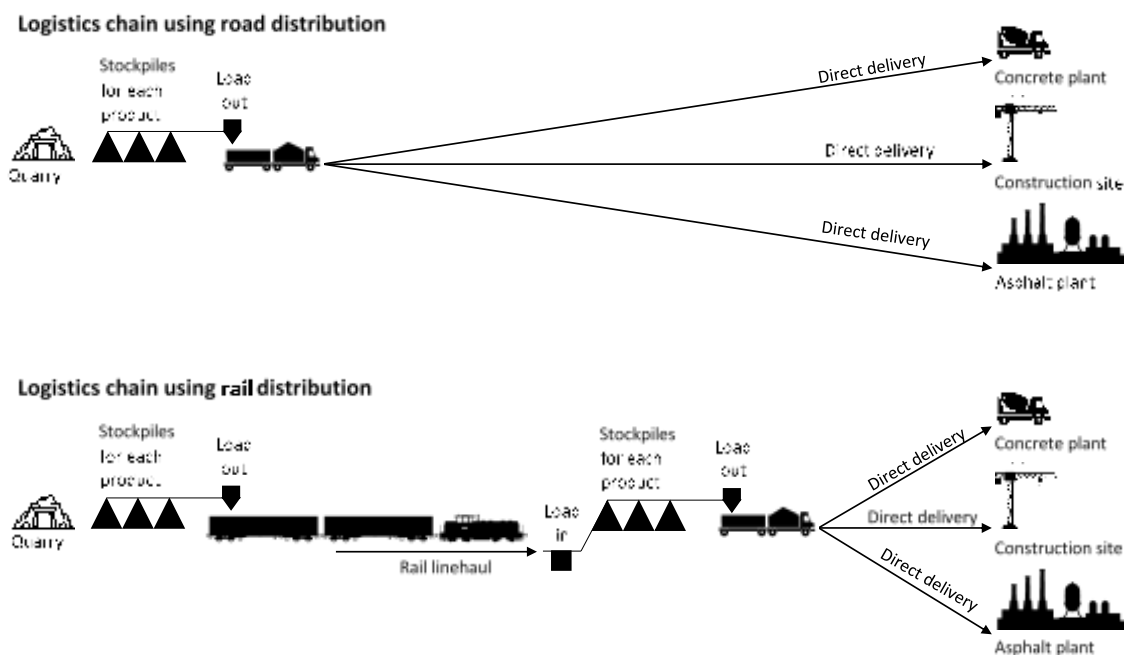 Logistics chain using road distribution
Stockpiles
for each
product
Load
out
Quarry
Direct delivery
Concrete plant
Direct delivery
Construction site
Direct delivery
Asphalt plant
Logistics chain using rail distribution
Stockpiles
for each
product
Load
out
Quarry
Rail linehaul
Load
in
Stockpiles
for each
product
Load
out
Direct delivery
Concrete plant
Direct delivery
Construction site
Direct delivery
Asphalt plant